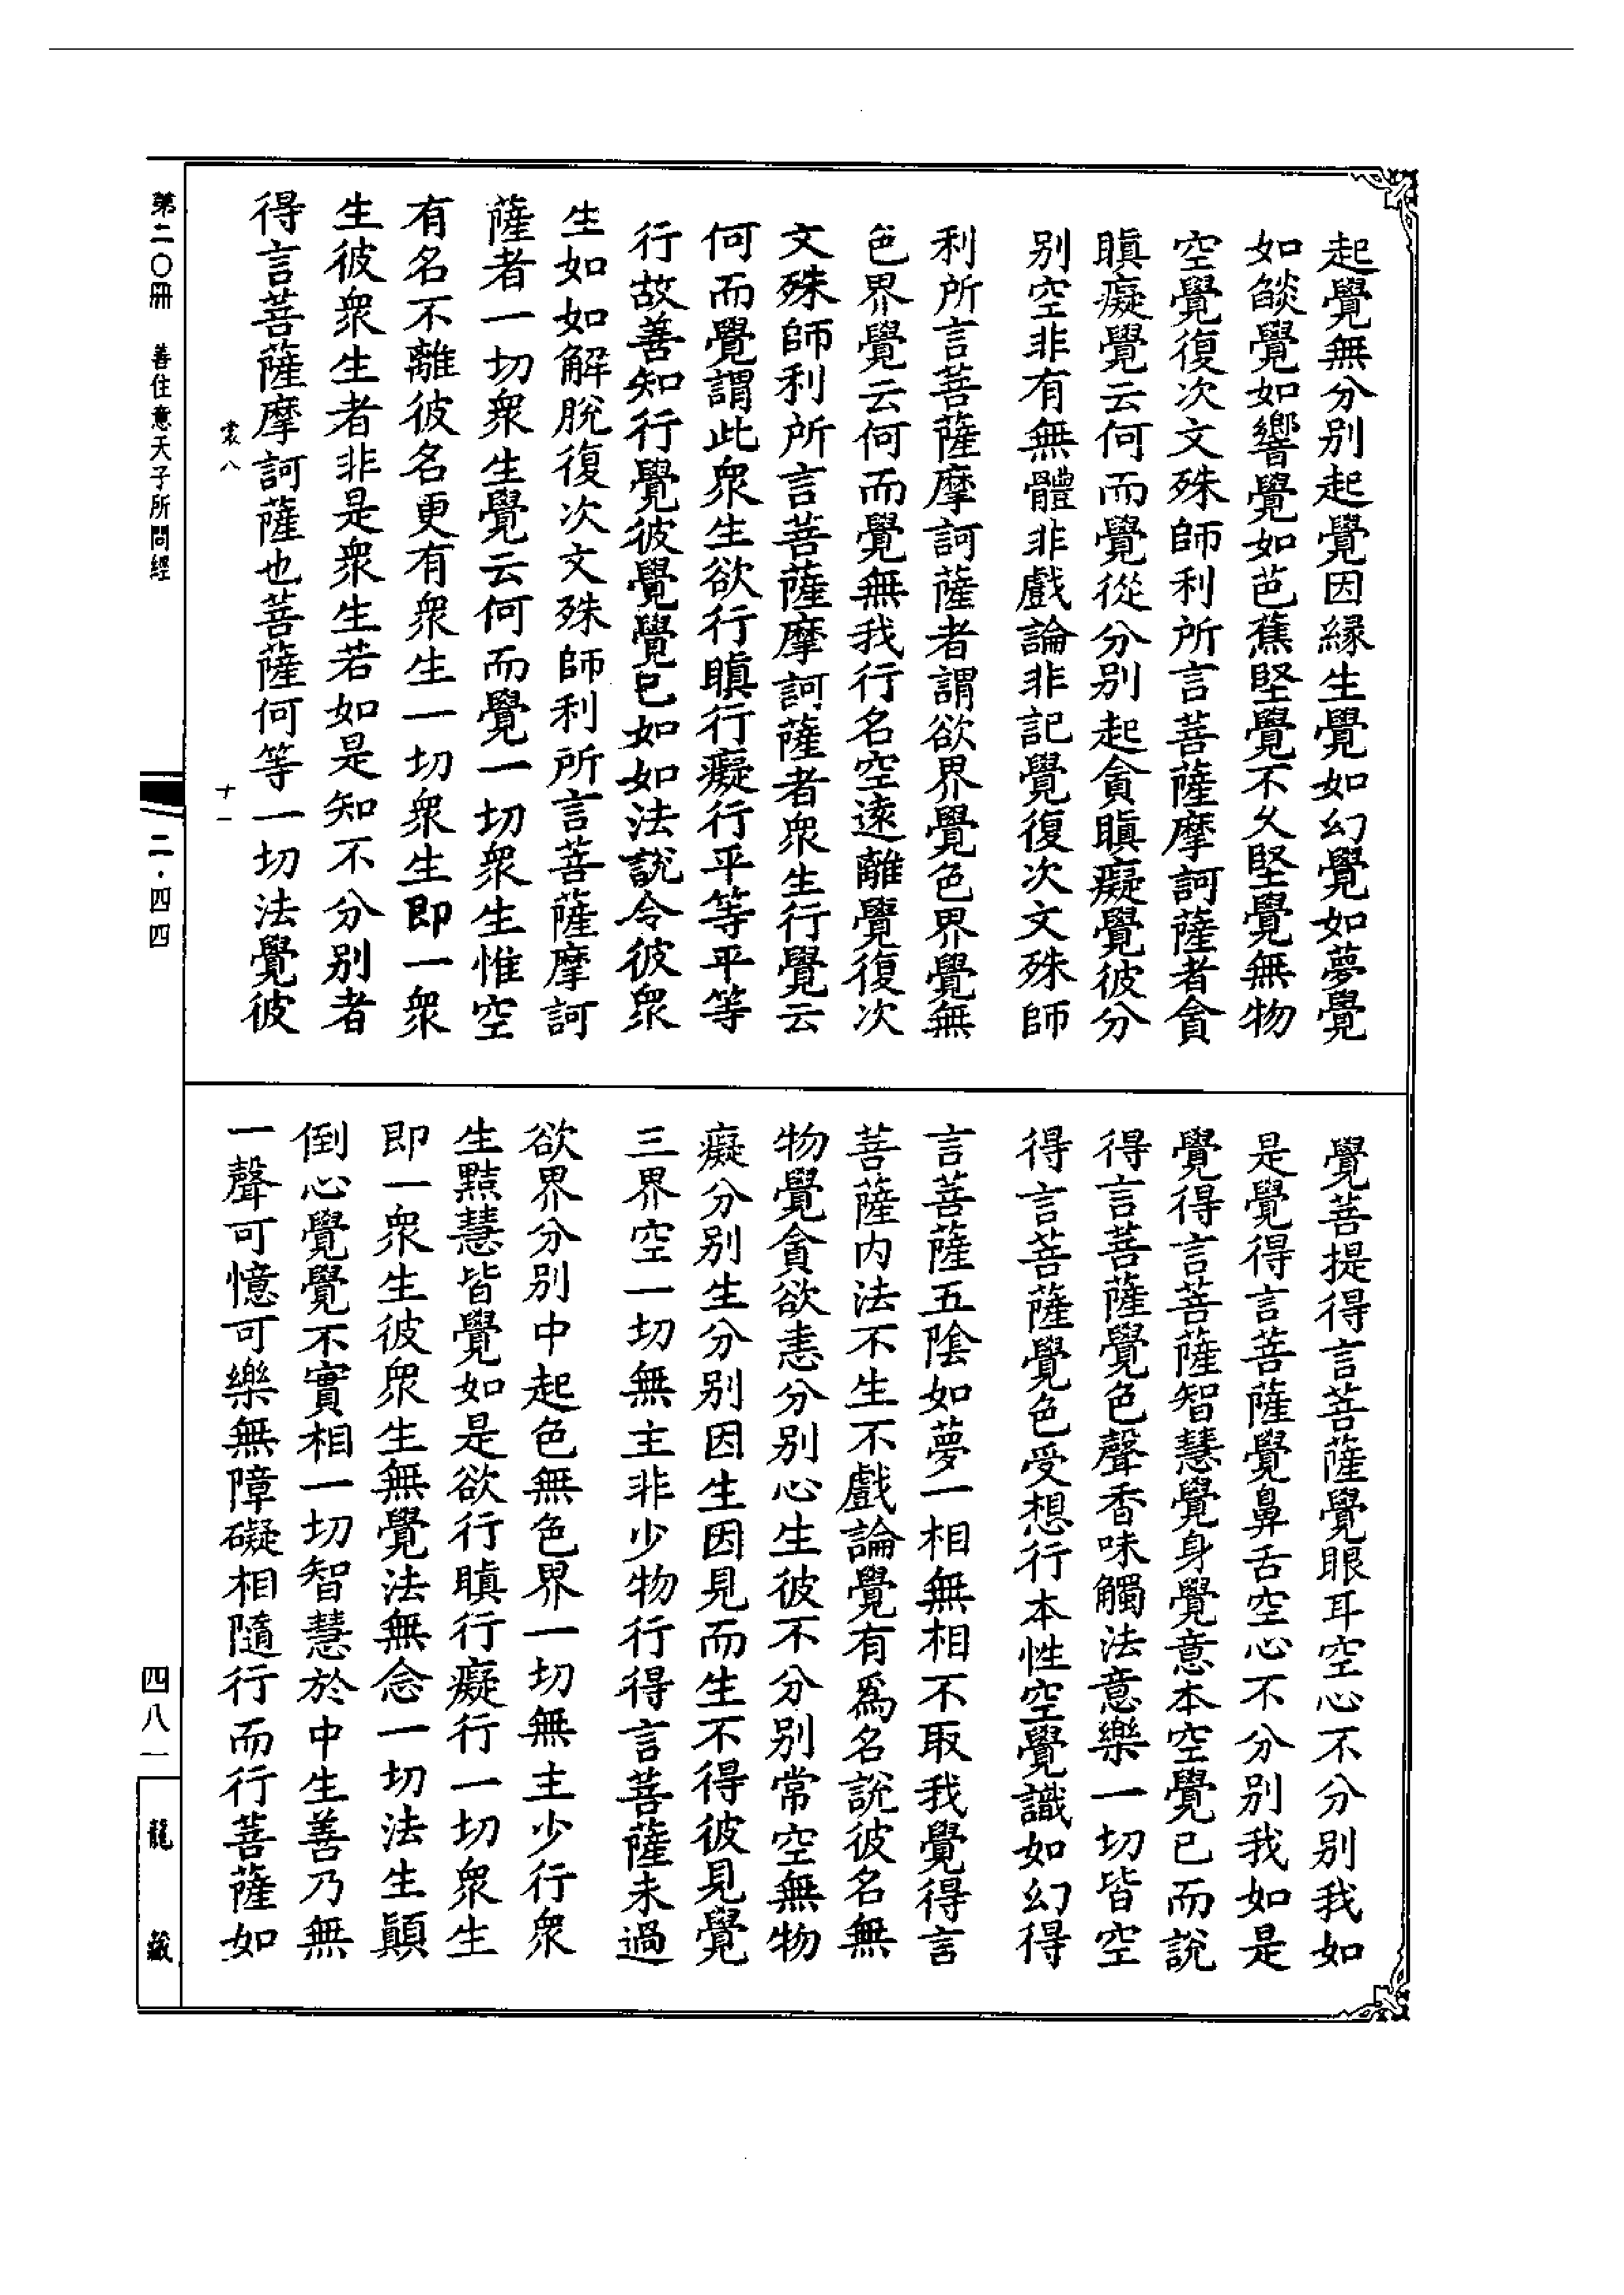 起覺無分别起覺因緣生覺如幻覺如夢覺
如燄覺如響覺如芭蕉堅覺不久堅覺無物
空覺復次文殊師利所言菩薩摩訶薩者貪
瞋癡覺云何而覺從分别起貪瞋癡覺彼分
别空非有無體非戲論非記覺復次文殊師
利所言菩薩摩訶薩者謂欲界覺色界覺無
色界覺云何而覺無我行名空遠離覺復次
文殊師利所言菩薩摩訶薩者衆生行覺云
何而覺謂此衆生欲行瞋行癡行平等平等
行故善知行覺彼覺覺已如如法説令彼衆
生如如解脫復次文殊師利所言菩薩摩訶
薩者一切衆生覺云何而覺一切衆生惟空
有名不離彼名更有衆生一切衆生即一衆
生彼衆生者非是衆生若如是知不分别者
得言菩薩摩訶薩也菩薩何等一切法覺彼
裳八 十一
覺菩提得言菩薩覺眼耳空心不分别我如
是覺得言菩薩覺鼻舌空心不分别我如是
覺得言菩薩智慧覺身覺意本空覺已而說
得言菩薩覺色聲香味觸法意樂一切皆空
得言菩薩覺色受想行本性空覺識如幻得
言菩薩五陰如夢一相無相不取我覺得言
菩薩内法不生不戲論覺有爲名說彼名無
物覺貪欲恚分别心生彼不分别常空無物
癡分别生分别因生因見而生不得彼見覺
三界空一切無主非少物行得言菩薩未過
欲界分别中起色無色界一切無主少行衆
生黠慧皆覺如是欲行瞋行癡行一切衆生
即一衆生彼衆生無覺法無念一切法生顛
倒心覺覺不實相一切智慧於中生善乃無
一聲可憶可樂無障礙相隨行而行菩薩如
第二〇冊 善住意天子所問經
二·四四
四八一
龍藏